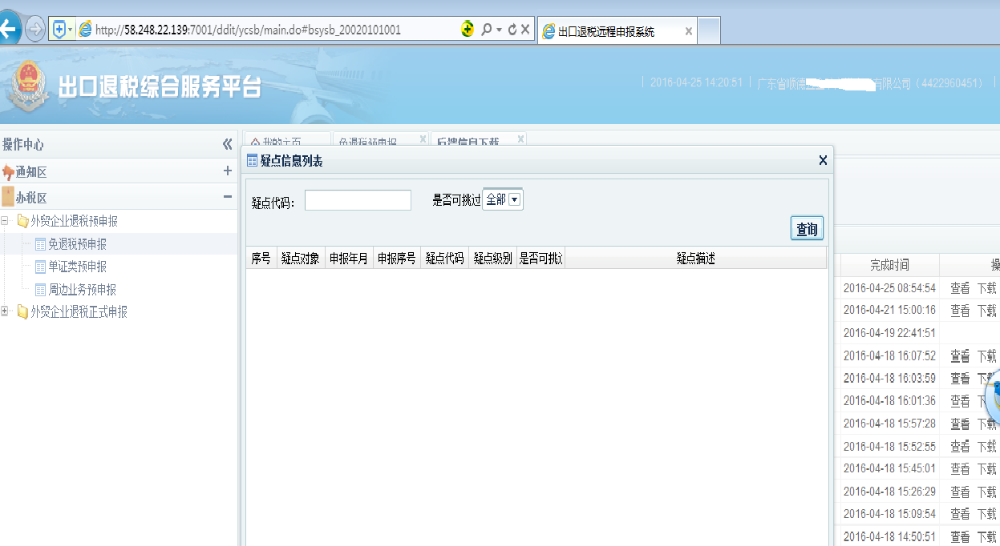 http://58.248.22.139:7001/ddit/ycsb/main.do#bsysb_20020101001
出口退税远程申报系统
出口退税综合服务平台
2016-04-25 14:20:51
广东省顺德
有限公司（4422960451）
操作中心
我的主页
免退税预申报
反馈信息下载
通知区
办税区
外贸企业退税预申报
免退税预申报
单证类预申报
周边业务预申报
外贸企业退税正式申报
疑点信息列表
疑点代码：
是否可挑过 全部
查询
序号 疑点对象 申报年月 申报序号 疑点代码 疑点级别 是否可挑过 疑点描述
完成时间 操
2016-04-25 08:54:54 查看 下载
2016-04-21 15:00:16 查看 下载
2016-04-19 22:41:51
2016-04-18 16:07:52 查看 下载
2016-04-18 16:03:59 查看 下载
2016-04-18 16:01:36 查看 下
2016-04-18 15:57:28 查看 下载
2016-04-18 15:52:55 查看 下载
2016-04-18 15:45:01 查看 下载
2016-04-18 15:26:29 查看 下载
2016-04-18 15:09:54 查看 下载
2016-04-18 14:50:51 查看 下载